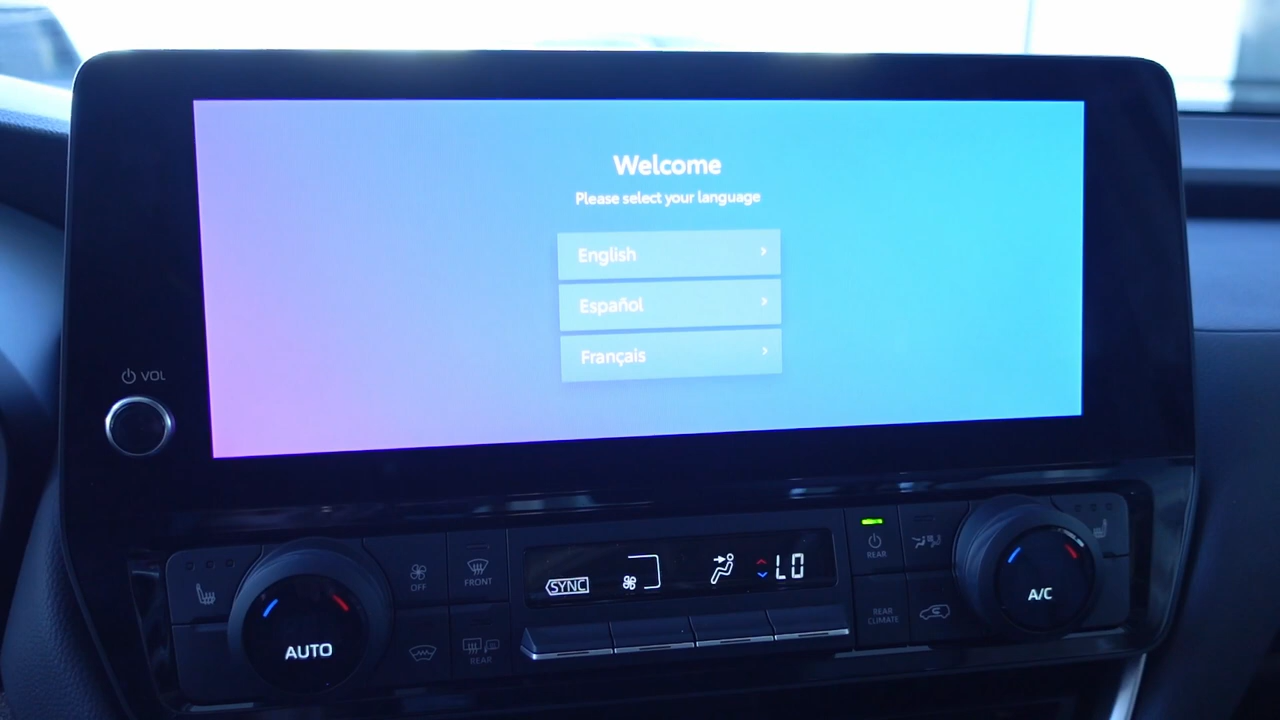 Welcome
Please select your language
English
Español
Français
VOL
OFF
FRONT
SYNC
LO
REAR
AUTO
REAR
REAR
CLIMATE
A/C